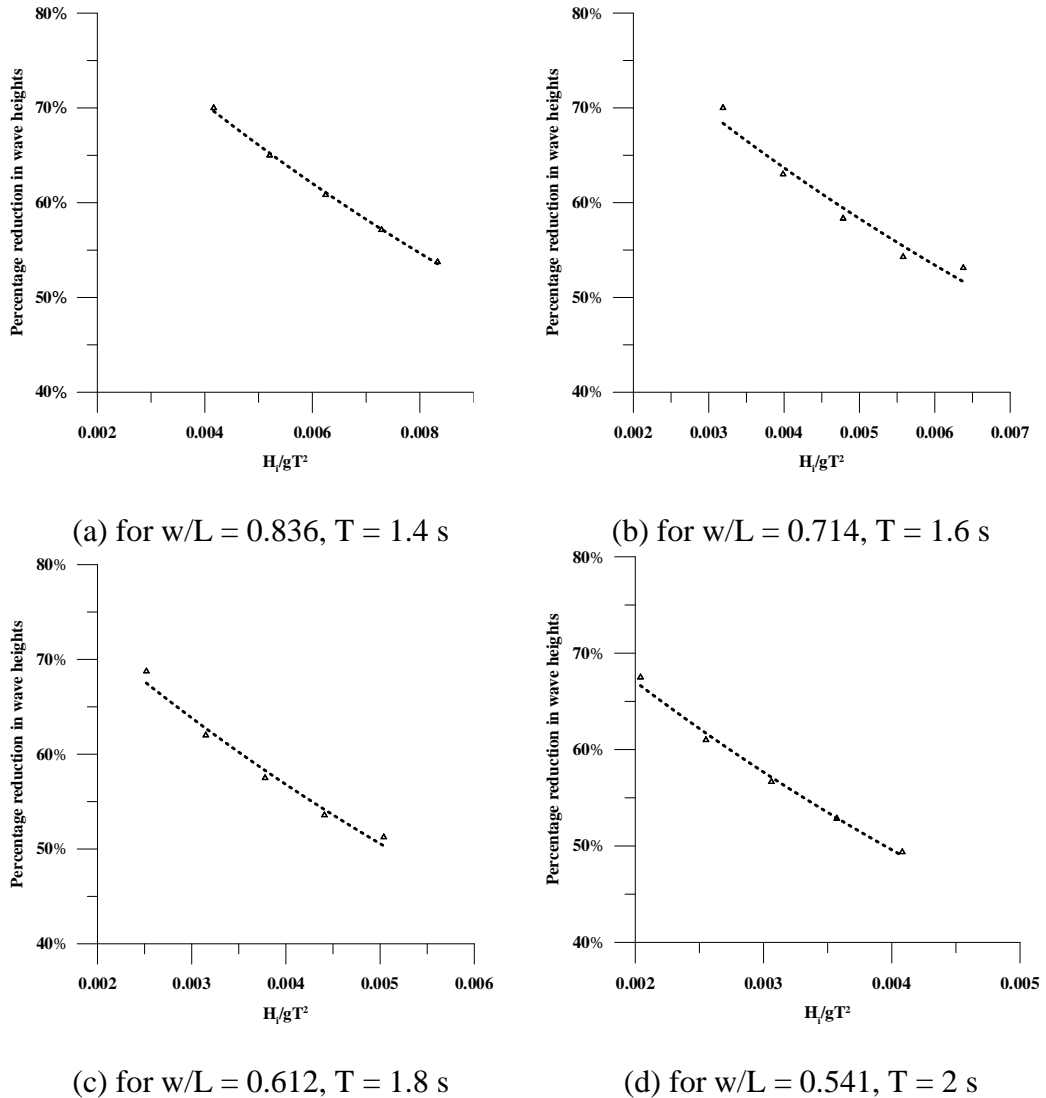 80%
70%
60%
50%
40%
Percentage reduction in wave heights
0.002 0.004 0.006 0.008
Hᵢ/gT²
(a) for w/L = 0.836, T = 1.4 s
80%
70%
60%
50%
40%
Percentage reduction in wave heights
0.002 0.003 0.004 0.005 0.006 0.007
Hᵢ/gT²
(b) for w/L = 0.714, T = 1.6 s
80%
70%
60%
50%
40%
Percentage reduction in wave heights
0.002 0.003 0.004 0.005 0.006
Hᵢ/gT²
(c) for w/L = 0.612, T = 1.8 s
80%
70%
60%
50%
40%
Percentage reduction in wave heights
0.002 0.003 0.004 0.005
Hᵢ/gT²
(d) for w/L = 0.541, T = 2 s